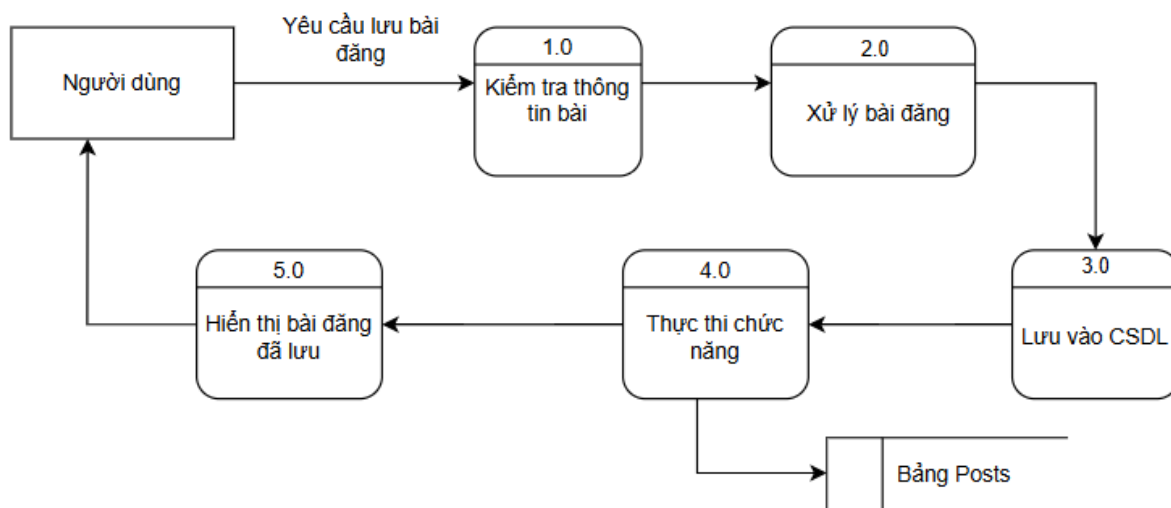 Yêu cầu lưu bài
đăng
Người dùng
1.0
Kiểm tra thông
tin bài
2.0
Xử lý bài đăng
5.0
Hiển thị bài đăng
đã lưu
4.0
Thực thi chức
năng
3.0
Lưu vào CSDL
Bảng Posts